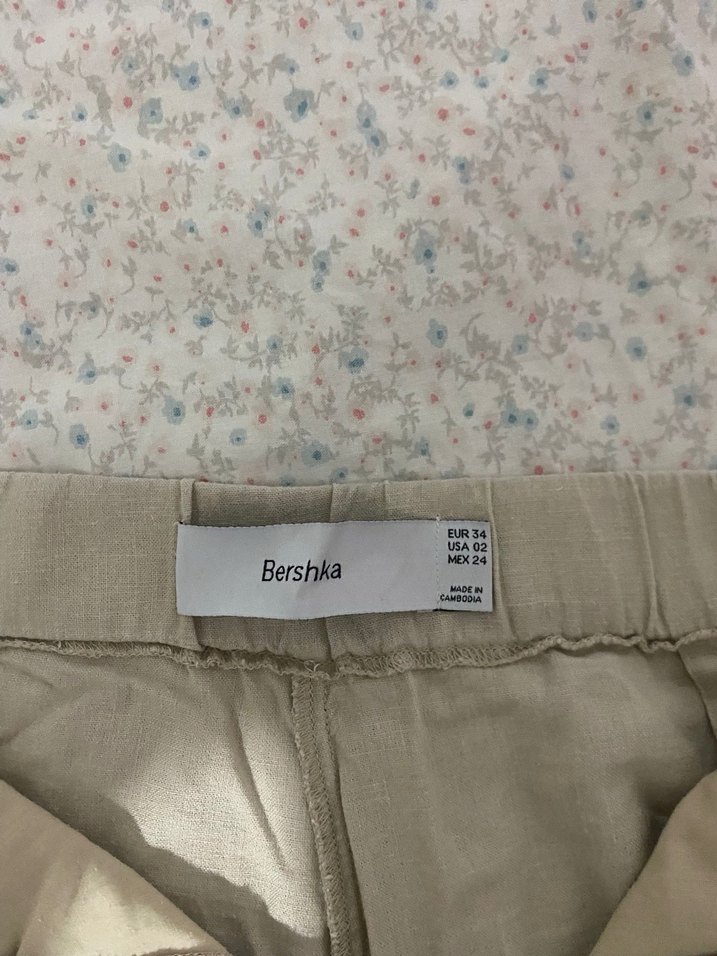 Bershka
EUR 34
USA 02
MEX 24
MADE IN
CAMBODIA